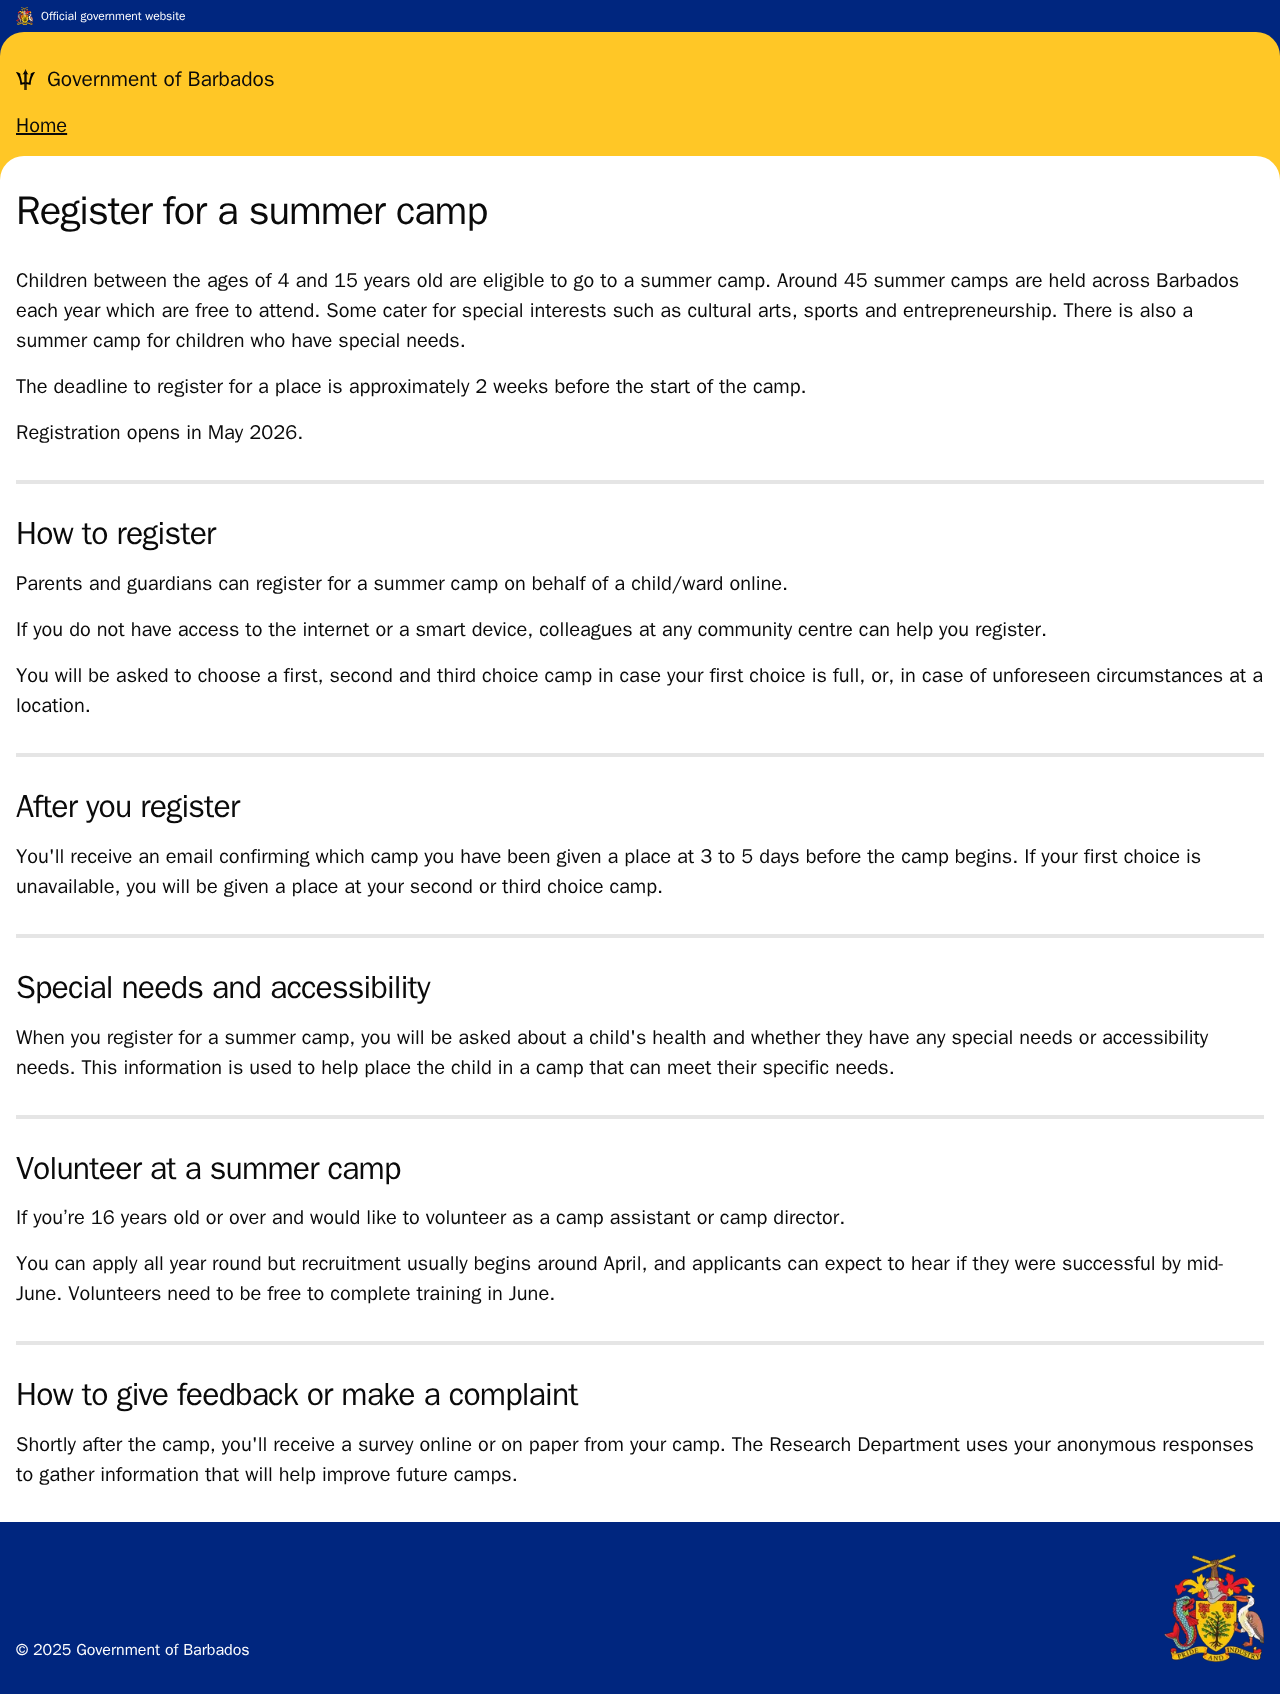 Official government website
Government of Barbados
Home
Register for a summer camp
Children between the ages of 4 and 15 years old are eligible to go to a summer camp. Around 45 summer camps are held across Barbados
each year which are free to attend. Some cater for special interests such as cultural arts, sports and entrepreneurship. There is also a
summer camp for children who have special needs.
The deadline to register for a place is approximately 2 weeks before the start of the camp.
Registration opens in May 2026.
How to register
Parents and guardians can register for a summer camp on behalf of a child/ward online.
If you do not have access to the internet or a smart device, colleagues at any community centre can help you register.
You will be asked to choose a first, second and third choice camp in case your first choice is full, or, in case of unforeseen circumstances at a
location.
After you register
You'll receive an email confirming which camp you have been given a place at 3 to 5 days before the camp begins. If your first choice is
unavailable, you will be given a place at your second or third choice camp.
Special needs and accessibility
When you register for a summer camp, you will be asked about a child's health and whether they have any special needs or accessibility
needs. This information is used to help place the child in a camp that can meet their specific needs.
Volunteer at a summer camp
If you’re 16 years old or over and would like to volunteer as a camp assistant or camp director.
You can apply all year round but recruitment usually begins around April, and applicants can expect to hear if they were successful by mid-
June. Volunteers need to be free to complete training in June.
How to give feedback or make a complaint
Shortly after the camp, you'll receive a survey online or on paper from your camp. The Research Department uses your anonymous responses
to gather information that will help improve future camps.
PRIDE AND INDUSTRY
© 2025 Government of Barbados